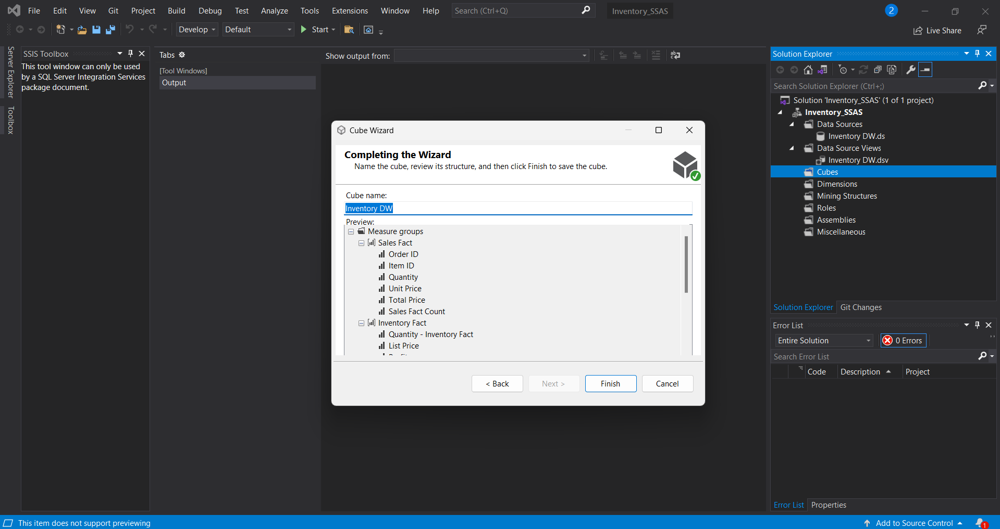 File Edit View Git Project Build Debug Test Analyze Tools Extensions Window Help Search (Ctrl+Q) Inventory_SSAS 2
Develop Default Start Live Share
Server Explorer
Toolbox
SSIS Toolbox
This tool window can only be used
by a SQL Server Integration Services
package document.
Tabs
[Tool Windows]
Output
Show output from:
Cube Wizard
Completing the Wizard
Name the cube, review its structure, and then click Finish to save the cube.
Cube name:
Inventory DW
Preview:
Measure groups
Sales Fact
Order ID
Item ID
Quantity
Unit Price
Total Price
Sales Fact Count
Inventory Fact
Quantity - Inventory Fact
List Price
< Back Next > Finish Cancel
Solution Explorer
Search Solution Explorer (Ctrl+;)
Solution 'Inventory_SSAS' (1 of 1 project)
Inventory_SSAS
Data Sources
Inventory DW.ds
Data Source Views
Inventory DW.dsv
Cubes
Dimensions
Mining Structures
Roles
Assemblies
Miscellaneous
Solution Explorer Git Changes
Error List
Entire Solution 0 Errors
Search Error List
Code Description Project
Error List Properties
This item does not support previewing Add to Source Control 1